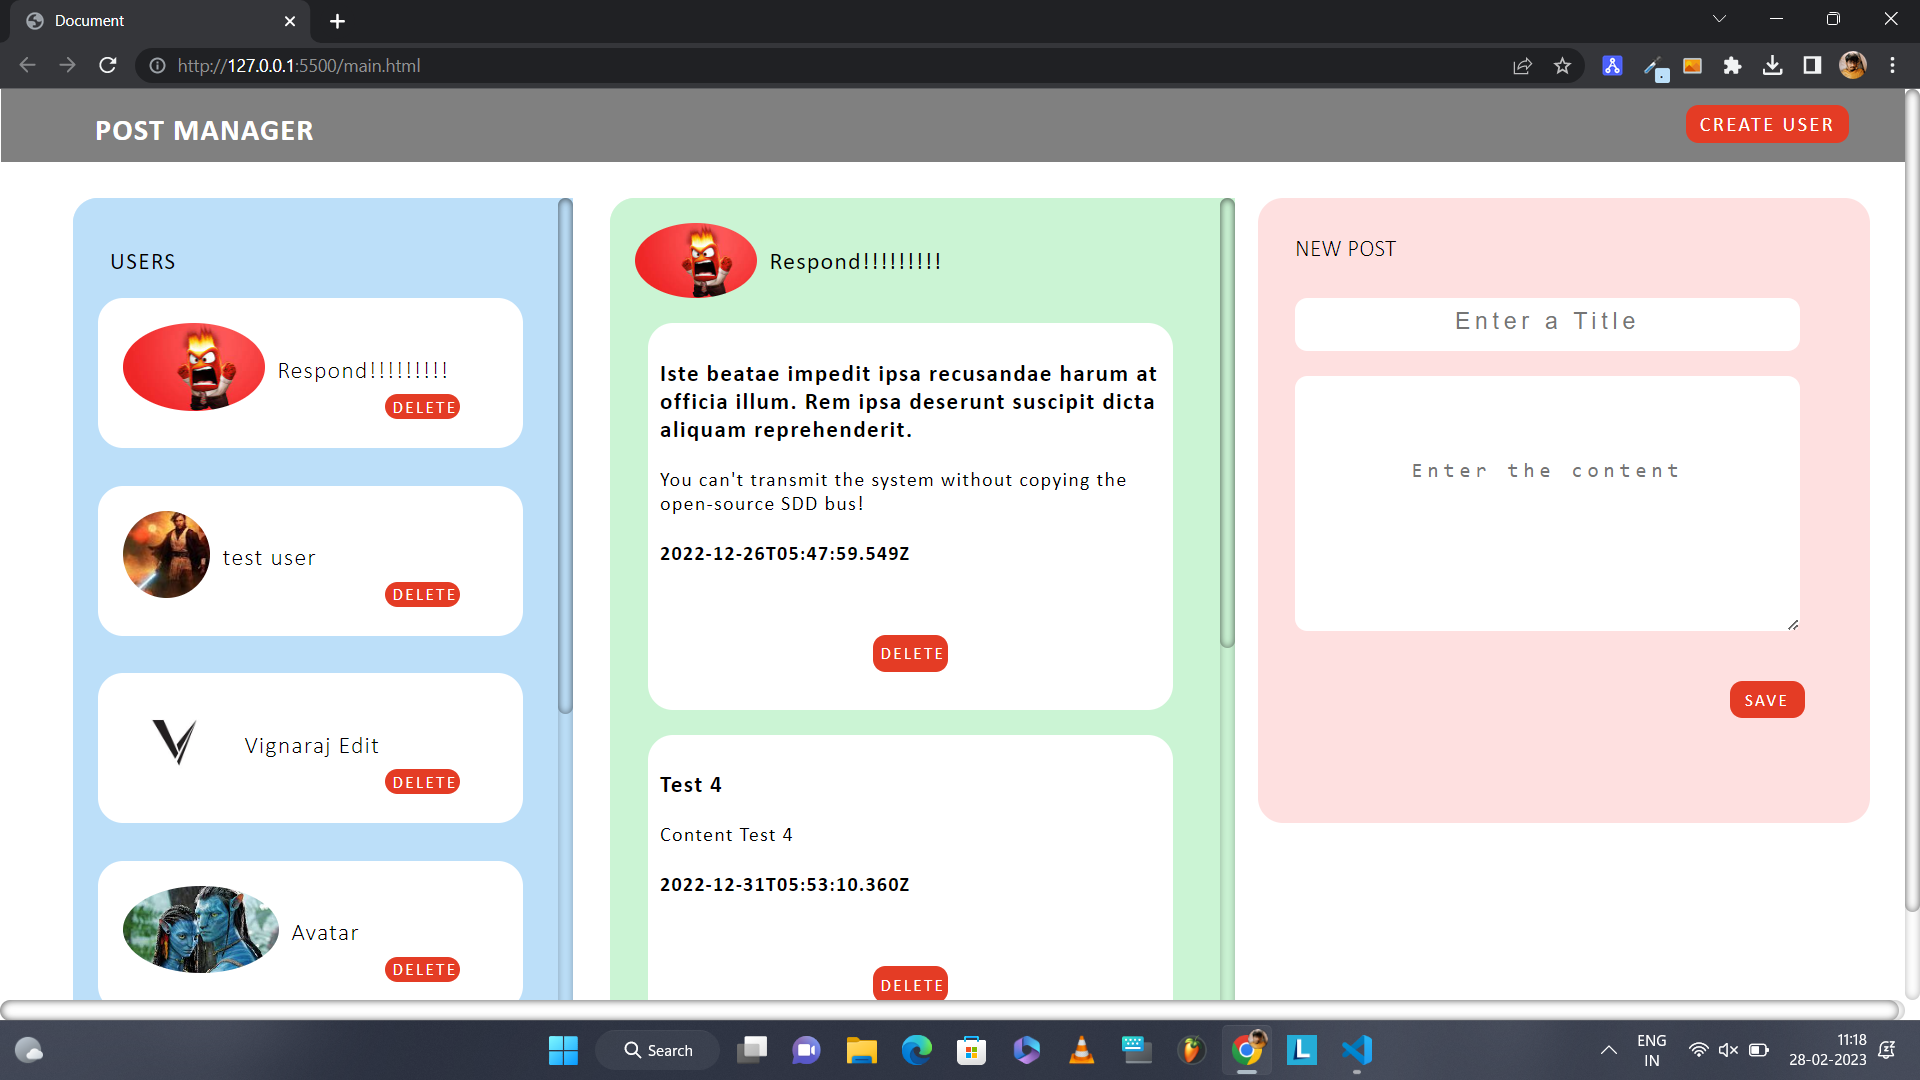 Document
http://127.0.0.1:5500/main.html
POST MANAGER
CREATE USER
USERS
Respond!!!!!!!!!
DELETE
test user
DELETE
Vignaraj Edit
DELETE
Avatar
DELETE
Respond!!!!!!!!!
Iste beatae impedit ipsa recusandae harum at
officia illum. Rem ipsa deserunt suscipit dicta
aliquam reprehenderit.
You can't transmit the system without copying the
open-source SDD bus!
2022-12-26T05:47:59.549Z
DELETE
Test 4
Content Test 4
2022-12-31T05:53:10.360Z
DELETE
NEW POST
Enter a Title
Enter the content
SAVE
Search
L
ENG
IN
11:18
28-02-2023